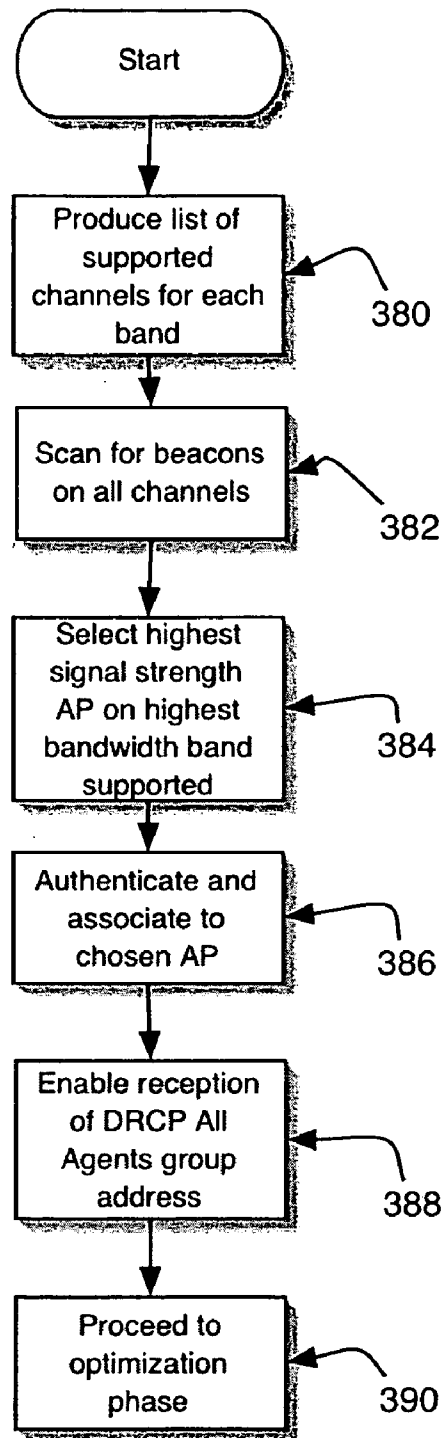 Start
Produce list of
supported
channels for each
band
380
Scan for beacons
on all channels
382
Select highest
signal strength
AP on highest
bandwidth band
supported
384
Authenticate and
associate to
chosen AP
386
Enable reception
of DRCP All
Agents group
address
388
Proceed to
optimization
phase
390